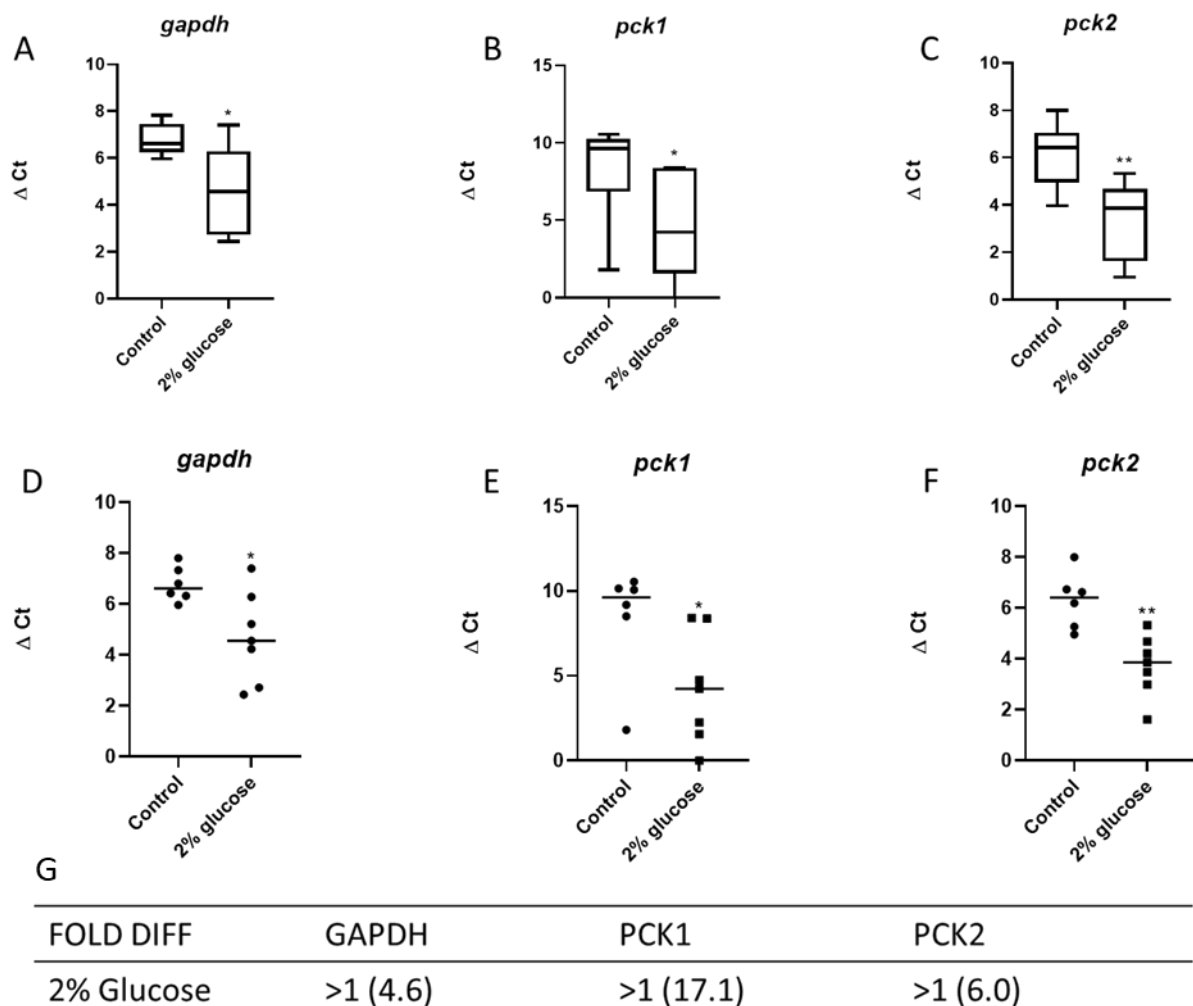 gapdh
pck1
pck2
A
B
C
10
8
6
4
2
0
Δ Ct
Control
2% glucose
*
15
10
5
0
Δ Ct
Control
2% glucose
*
10
8
6
4
2
0
Δ Ct
Control
2% glucose
**
gapdh
pck1
pck2
D
E
F
10
8
6
4
2
0
Δ Ct
Control
2% glucose
*
15
10
5
0
Δ Ct
Control
2% glucose
*
10
8
6
4
2
0
Δ Ct
Control
2% glucose
**
G
FOLD DIFF GAPDH PCK1 PCK2
2% Glucose >1 (4.6) >1 (17.1) >1 (6.0)